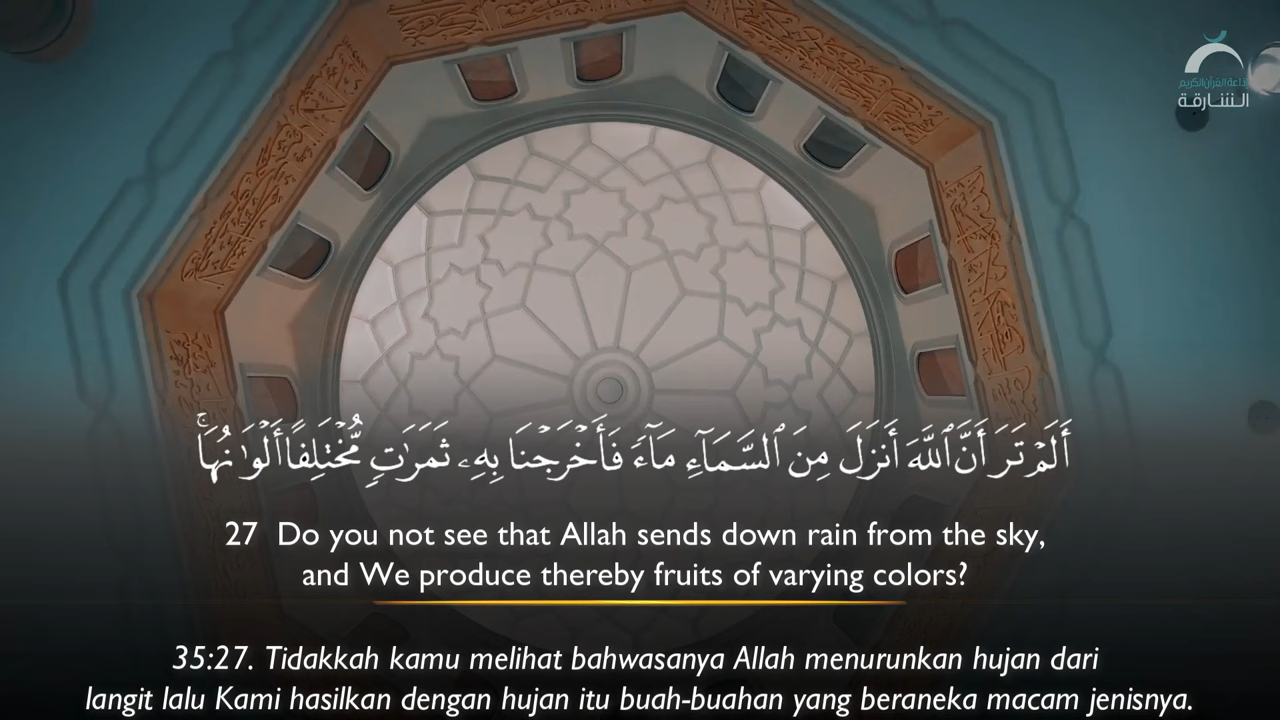 إذاعة القرآن الكريم
الشارقة
أَلَمْ تَرَ أَنَّ ٱللَّهَ أَنزَلَ مِنَ ٱلسَّمَآءِ مَآءً فَأَخْرَجْنَا بِهِۦ ثَمَرَٰتٍ مُّخْتَلِفًا أَلْوَٰنُهَا ۚ
27 Do you not see that Allah sends down rain from the sky,
and We produce thereby fruits of varying colors?
35:27. Tidakkah kamu melihat bahwasanya Allah menurunkan hujan dari
langit lalu Kami hasilkan dengan hujan itu buah-buahan yang beraneka macam jenisnya.